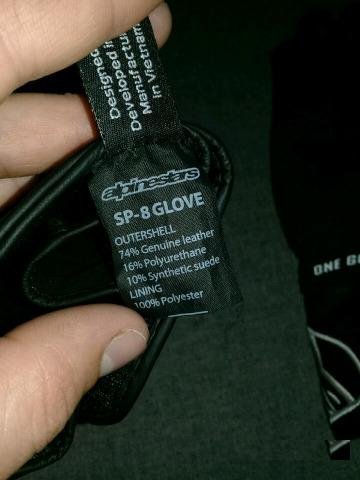 Designed
Developed in
Manufactur
in Vietnam
alpinestars
SP-8 GLOVE
OUTERSHELL
74% Genuine leather
16% Polyurethane
10% Synthetic suede
LINING
100% Polyester
ONE